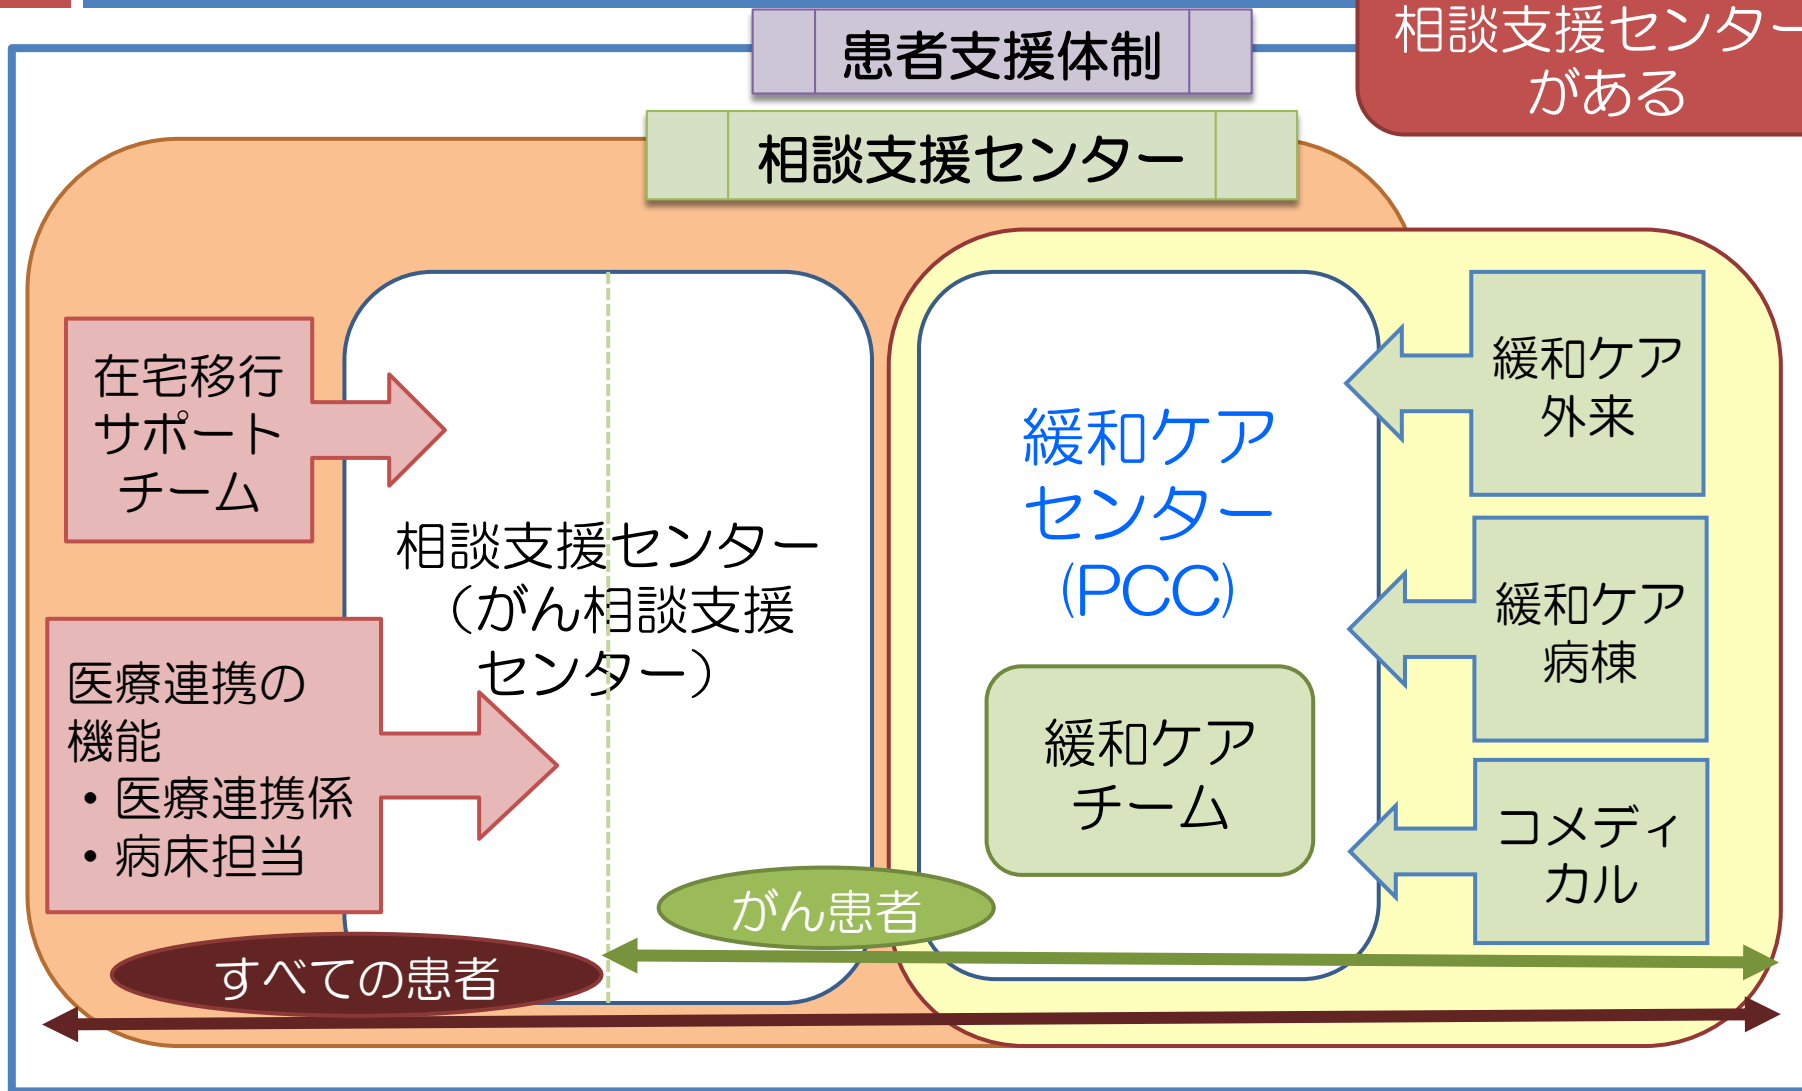 患者支援体制
相談支援センター
がある
相談支援センター
在宅移行
サポート
チーム
医療連携の
機能
・医療連携係
・病床担当
相談支援センター
（がん相談支援
センター）
緩和ケア
センター
(PCC)
緩和ケア
チーム
緩和ケア
外来
緩和ケア
病棟
コメディ
カル
がん患者
すべての患者